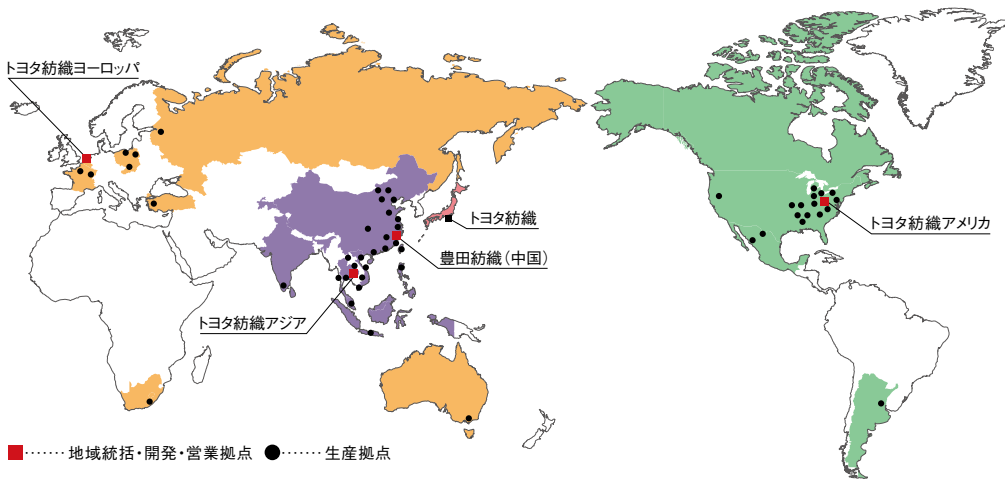 トヨタ紡織ヨーロッパ
トヨタ紡織
トヨタ紡織アメリカ
豊田紡織（中国）
トヨタ紡織アジア
■……地域統括・開発・営業拠点 ●……生産拠点